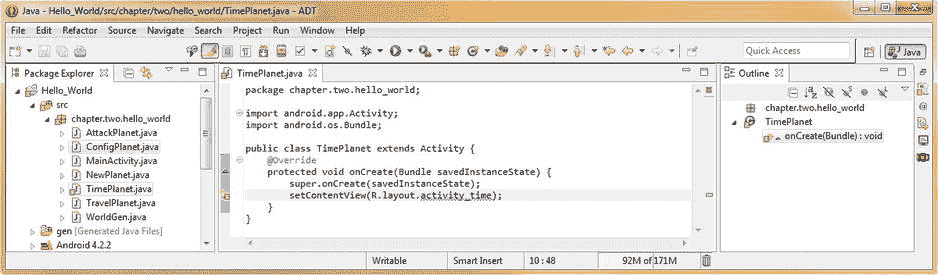 Java - Hello_World/src/chapter/two/hello_world/TimePlanet.java - ADT
File Edit Refactor Source Navigate Search Project Run Window Help
Quick Access
Java
Package Explorer
Hello_World
src
chapter.two.hello_world
AttackPlanet.java
ConfigPlanet.java
MainActivity.java
NewPlanet.java
TimePlanet.java
TravelPlanet.java
WorldGen.java
gen [Generated Java Files]
Android 4.2.2
TimePlanet.java
package chapter.two.hello_world;
import android.app.Activity;
import android.os.Bundle;
public class TimePlanet extends Activity {
@Override
protected void onCreate(Bundle savedInstanceState) {
super.onCreate(savedInstanceState);
setContentView(R.layout.activity_time);
}
}
Outline
chapter.two.hello_world
TimePlanet
onCreate(Bundle) : void
Writable Smart Insert 10 : 48 92M of 171M